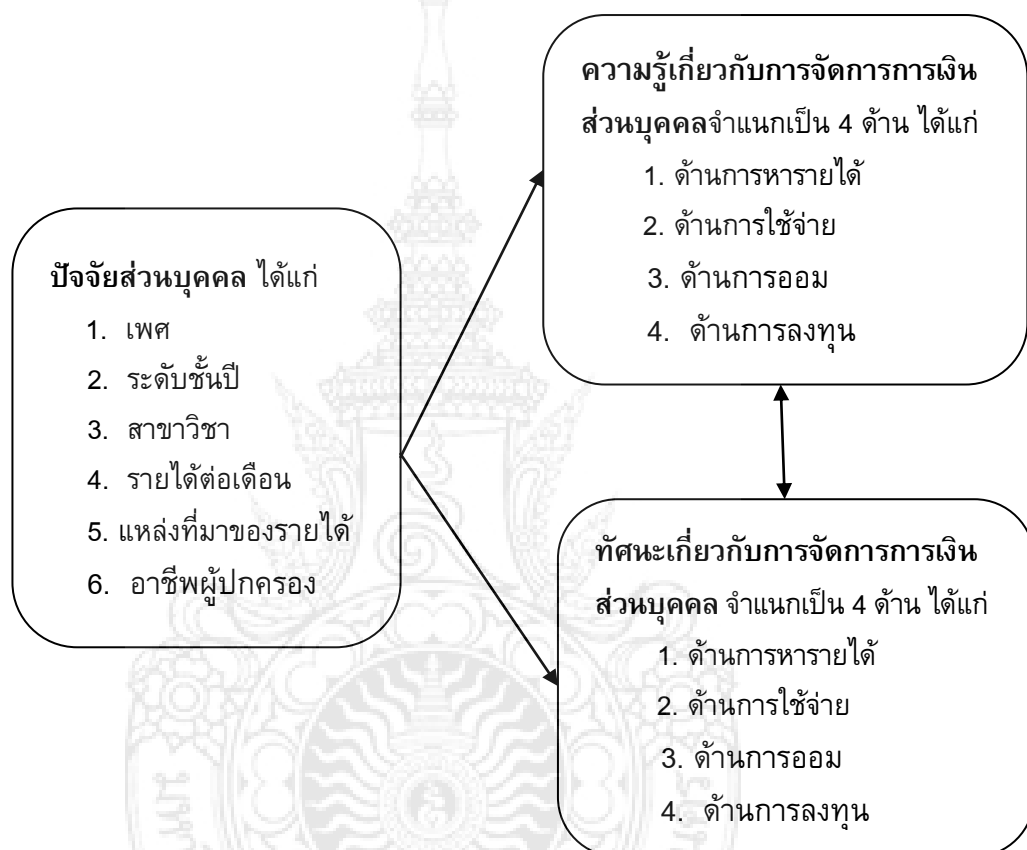 ความรู้เกี่ยวกับการจัดการการเงิน
ส่วนบุคคลจำแนกเป็น 4 ด้าน ได้แก่
1. ด้านการหารายได้
2. ด้านการใช้จ่าย
3. ด้านการออม
4. ด้านการลงทุน
ปัจจัยส่วนบุคคล ได้แก่
1. เพศ
2. ระดับชั้นปี
3. สาขาวิชา
4. รายได้ต่อเดือน
5. แหล่งที่มาของรายได้
6. อาชีพผู้ปกครอง
ทัศนะเกี่ยวกับการจัดการการเงิน
ส่วนบุคคล จำแนกเป็น 4 ด้าน ได้แก่
1. ด้านการหารายได้
2. ด้านการใช้จ่าย
3. ด้านการออม
4. ด้านการลงทุน